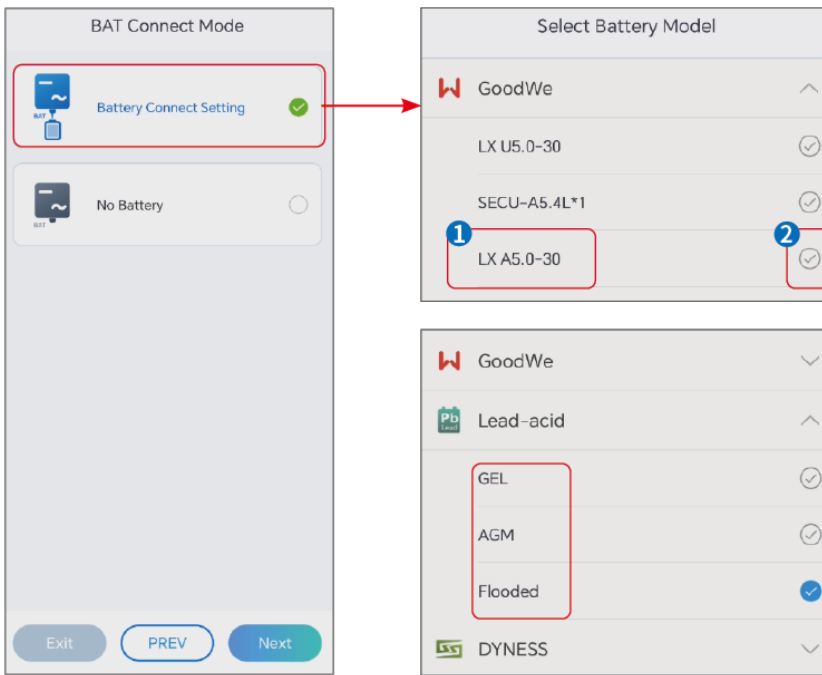 BAT Connect Mode
Battery Connect Setting
BAT
No Battery
BAT
Exit
PREV
Next
Select Battery Model
GoodWe
LX U5.0-30
SECU-A5.4L*1
1
2
LX A5.0-30
GoodWe
Pb
Lead
Lead-acid
GEL
AGM
Flooded
DYNESS